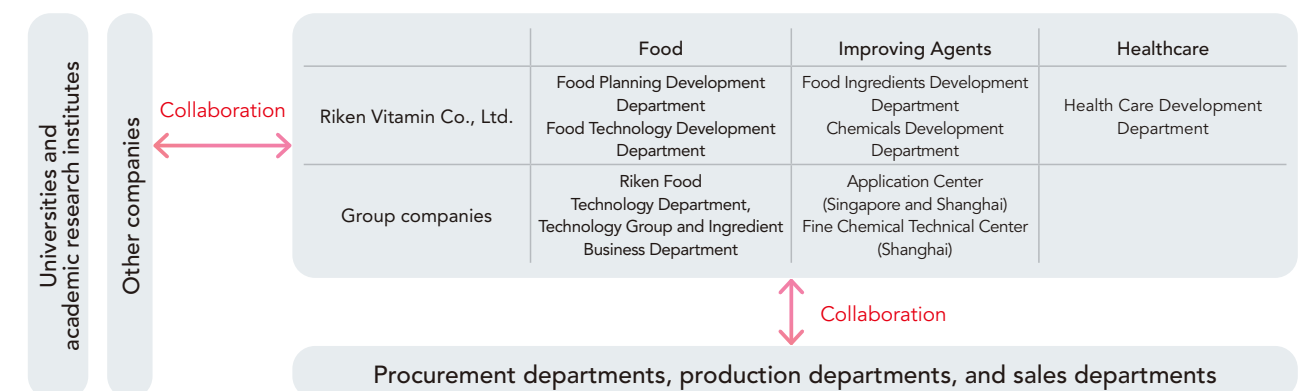 Universities and
academic research institutes
Other companies
Collaboration
Food
Improving Agents
Healthcare
Riken Vitamin Co., Ltd.
Food Planning Development
Department
Food Technology Development
Department
Food Ingredients Development
Department
Chemicals Development
Department
Health Care Development
Department
Group companies
Riken Food
Technology Department,
Technology Group and Ingredient
Business Department
Application Center
(Singapore and Shanghai)
Fine Chemical Technical Center
(Shanghai)
Collaboration
Procurement departments, production departments, and sales departments